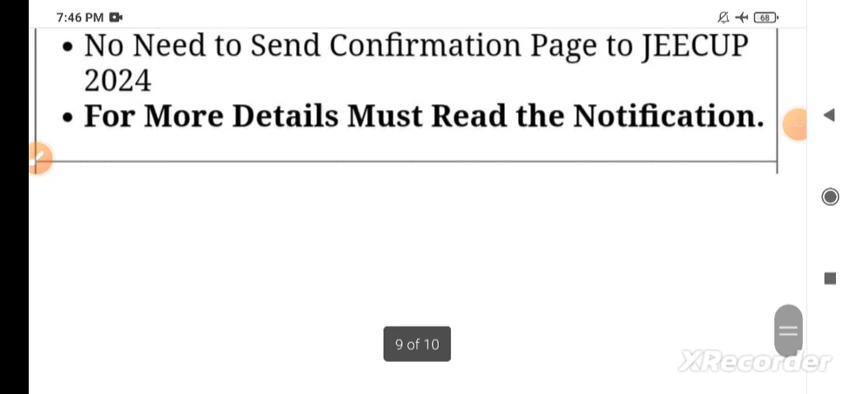 7:46 PM
68
• No Need to Send Confirmation Page to JEECUP
2024
• For More Details Must Read the Notification.
9 of 10
XRecorder